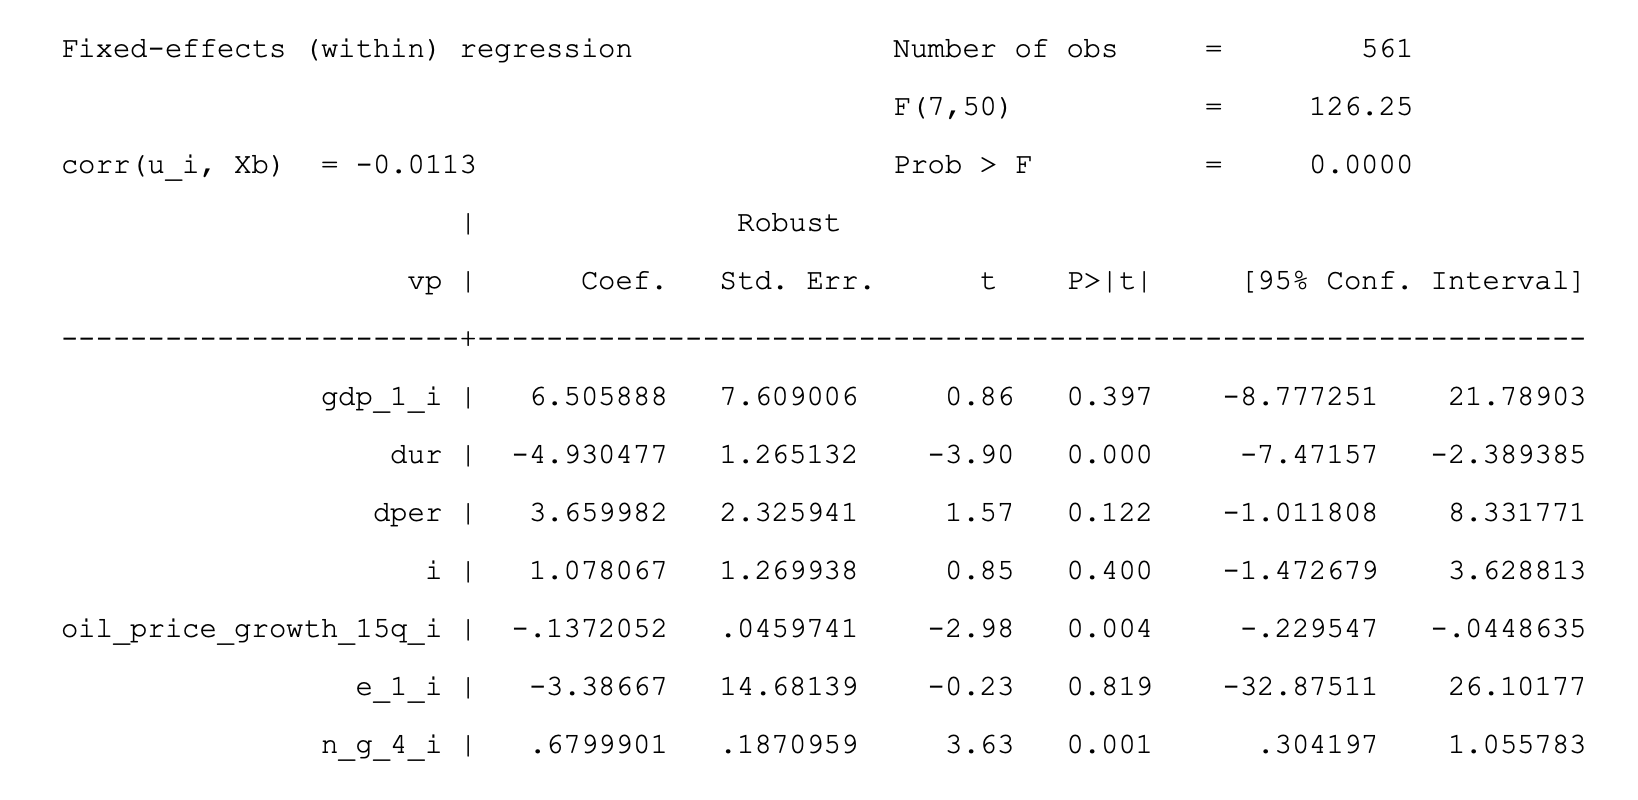 Fixed-effects (within) regression               Number of obs     =        561
                                                F(7,50)           =     126.25
corr(u_i, Xb)  = -0.0113                        Prob > F          =     0.0000
                       |               Robust
                    vp |      Coef.   Std. Err.      t    P>|t|     [95% Conf. Interval]
-----------------------+----------------------------------------------------------------
               gdp_1_i |   6.505888   7.609006     0.86   0.397    -8.777251    21.78903
                   dur |  -4.930477   1.265132    -3.90   0.000     -7.47157   -2.389385
                  dper |   3.659982   2.325941     1.57   0.122    -1.011808    8.331771
                     i |   1.078067   1.269938     0.85   0.400    -1.472679    3.628813
oil_price_growth_15q_i |  -.1372052   .0459741    -2.98   0.004     -.229547   -.0448635
                 e_1_i |   -3.38667   14.68139    -0.23   0.819    -32.87511    26.10177
               n_g_4_i |   .6799901   .1870959     3.63   0.001      .304197    1.055783